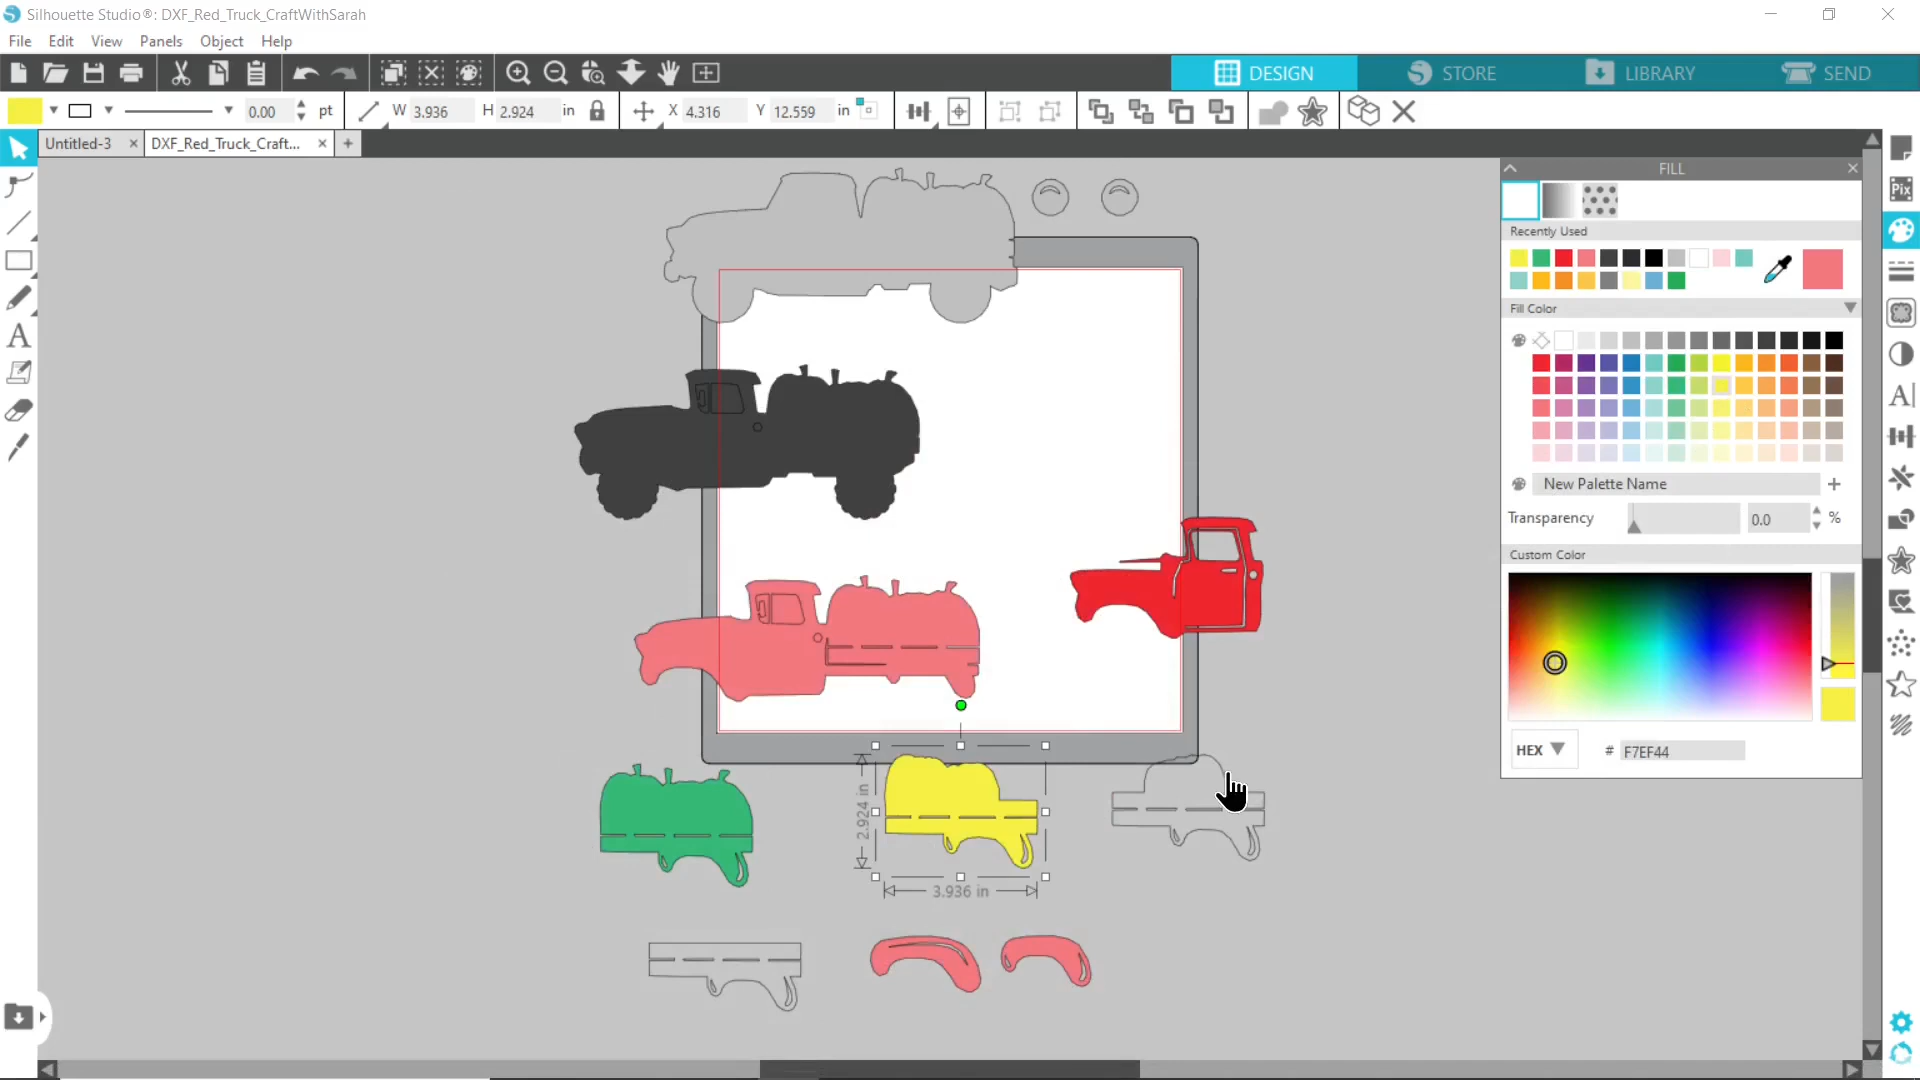 Silhouette Studio®: DXF_Red_Truck_CraftWithSarah
File Edit View Panels Object Help
DESIGN STORE LIBRARY SEND
0.00 pt W 3.936 H 2.924 in X 4.316 Y 12.559 in
Untitled-3 DXF_Red_Truck_Craft...
FILL
Pix
Recently Used
Fill Color
New Palette Name
Transparency 0.0 %
Custom Color
HEX # F7EF44
2.924 in
3.936 in